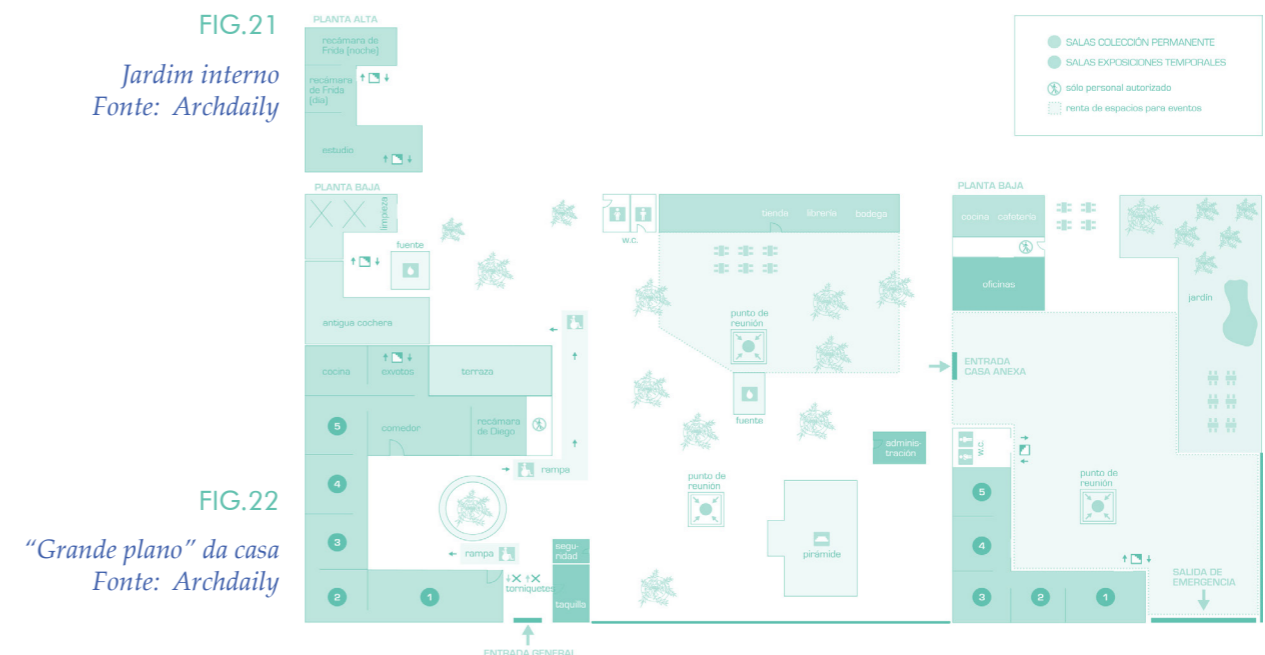 FIG.21
Jardim interno
Fonte: Archdaily
FIG.22
“Grande plano” da casa
Fonte: Archdaily
PLANTA ALTA
recámara de
Frida (noche)
recámara
de Frida
(día)
estudio
PLANTA BAJA
limpieza
fuente
antigua cochera
cocina
exvotos
terraza
5
comedor
recámara
de Diego
4
rampa
3
rampa
2
1
torniquetes
segu-
ridad
taquilla
ENTRADA GENERAL
w.c.
tienda
librería
bodega
punto de
reunión
fuente
adminis-
tración
punto de
reunión
pirámide
SALAS COLECCIÓN PERMANENTE
SALAS EXPOSICIONES TEMPORALES
sólo personal autorizado
renta de espacios para eventos
PLANTA BAJA
cocina
cafetería
oficinas
jardín
ENTRADA
CASA ANEXA
w.c.
5
punto de
reunión
4
3
2
1
SALIDA DE
EMERGENCIA